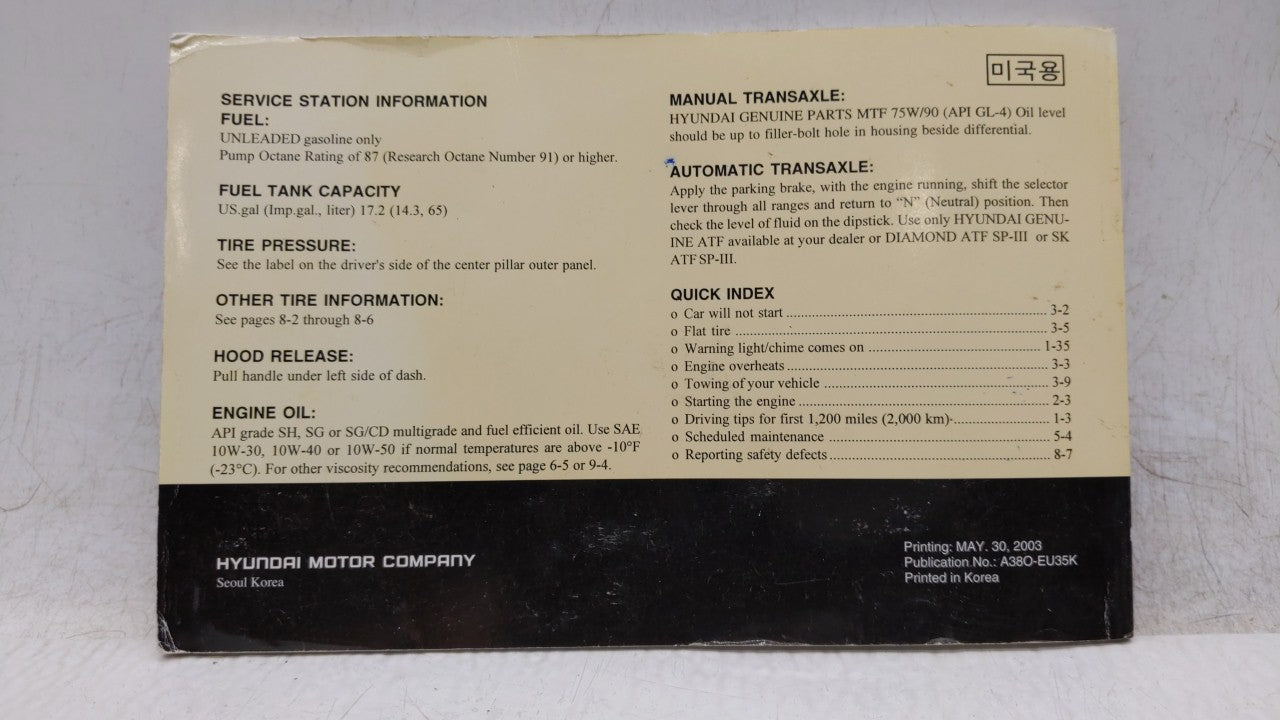 SERVICE STATION INFORMATION
FUEL:
UNLEADED gasoline only
Pump Octane Rating of 87 (Research Octane Number 91) or higher.
FUEL TANK CAPACITY
US.gal (Imp.gal., liter) 17.2 (14.3, 65)
TIRE PRESSURE:
See the label on the driver's side of the center pillar outer panel.
OTHER TIRE INFORMATION:
See pages 8-2 through 8-6
HOOD RELEASE:
Pull handle under left side of dash.
ENGINE OIL:
API grade SH, SG or SG/CD multigrade and fuel efficient oil. Use SAE
10W-30, 10W-40 or 10W-50 if normal temperatures are above -10°F
(-23°C). For other viscosity recommendations, see page 6-5 or 9-4.
미국용
MANUAL TRANSAXLE:
HYUNDAI GENUINE PARTS MTF 75W/90 (API GL-4) Oil level
should be up to filler-bolt hole in housing beside differential.
AUTOMATIC TRANSAXLE:
Apply the parking brake, with the engine running, shift the selector
lever through all ranges and return to "N" (Neutral) position. Then
check the level of fluid on the dipstick. Use only HYUNDAI GENU-
INE ATF available at your dealer or DIAMOND ATF SP-III or SK
ATF SP-III.
QUICK INDEX
o Car will not start ........ 3-2
o Flat tire ........ 3-5
o Warning light/chime comes on ........ 1-35
o Engine overheats ........ 3-3
o Towing of your vehicle ........ 3-9
o Starting the engine ........ 2-3
o Driving tips for first 1,200 miles (2,000 km)- ........ 1-3
o Scheduled maintenance ........ 5-4
o Reporting safety defects ........ 8-7
HYUNDAI MOTOR COMPANY
Seoul Korea
Printing: MAY. 30, 2003
Publication No.: A38O-EU35K
Printed in Korea